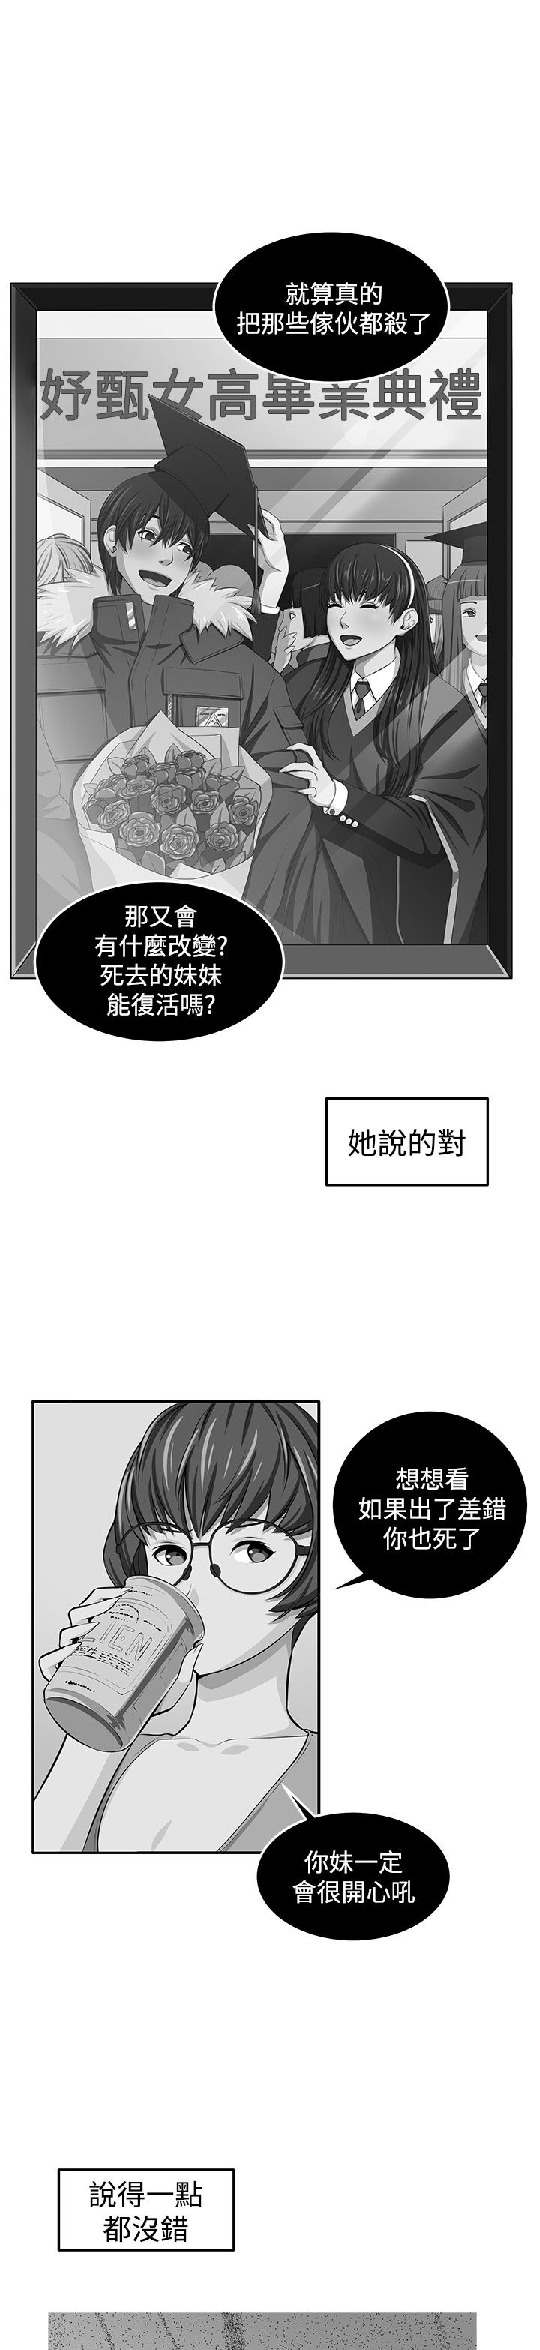 就算真的
把那些傢伙都殺了
妤甄女高畢業典禮
那又會
有什麼改變?
死去的妹妹
能復活嗎?
她說的對
想想看
如果出了差錯
你也死了
你妹一定
會很開心吼
說得一點
都沒錯